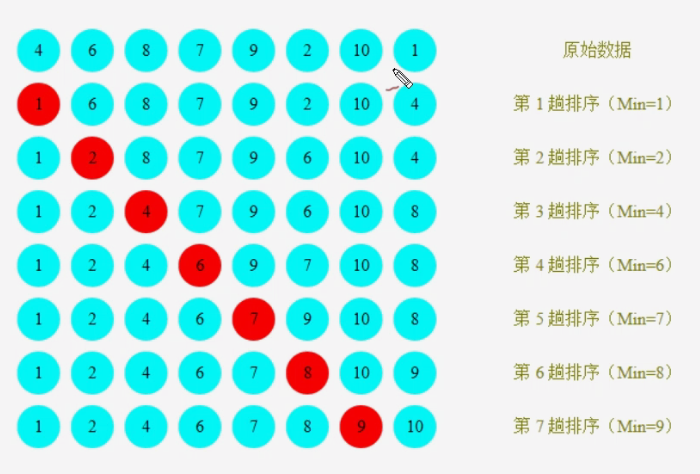 4 6 8 7 9 2 10 1 原始数据
1 6 8 7 9 2 10 4 第 1 趟排序（Min=1）
1 2 8 7 9 6 10 4 第 2 趟排序（Min=2）
1 2 4 7 9 6 10 8 第 3 趟排序（Min=4）
1 2 4 6 9 7 10 8 第 4 趟排序（Min=6）
1 2 4 6 7 9 10 8 第 5 趟排序（Min=7）
1 2 4 6 7 8 10 9 第 6 趟排序（Min=8）
1 2 4 6 7 8 9 10 第 7 趟排序（Min=9）